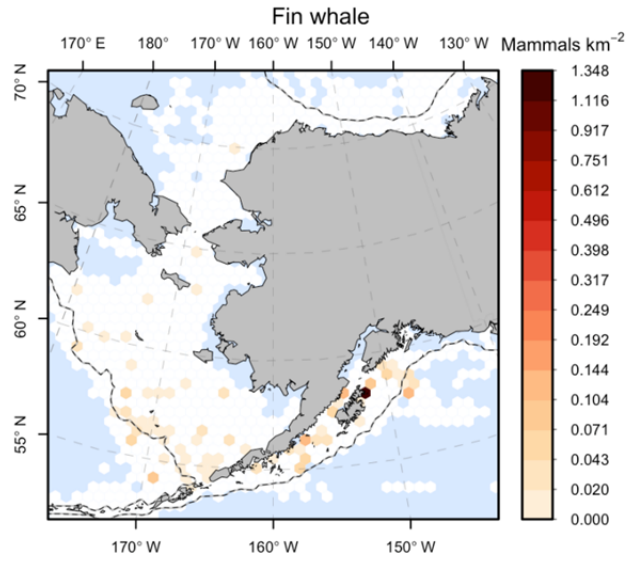 Fin whale
170° E 180° 170° W 160° W 150° W 140° W 130° W
Mammals km⁻²
70° N
65° N
60° N
55° N
170° W 160° W 150° W
1.348
1.116
0.917
0.751
0.612
0.496
0.398
0.317
0.249
0.192
0.144
0.104
0.071
0.043
0.020
0.000